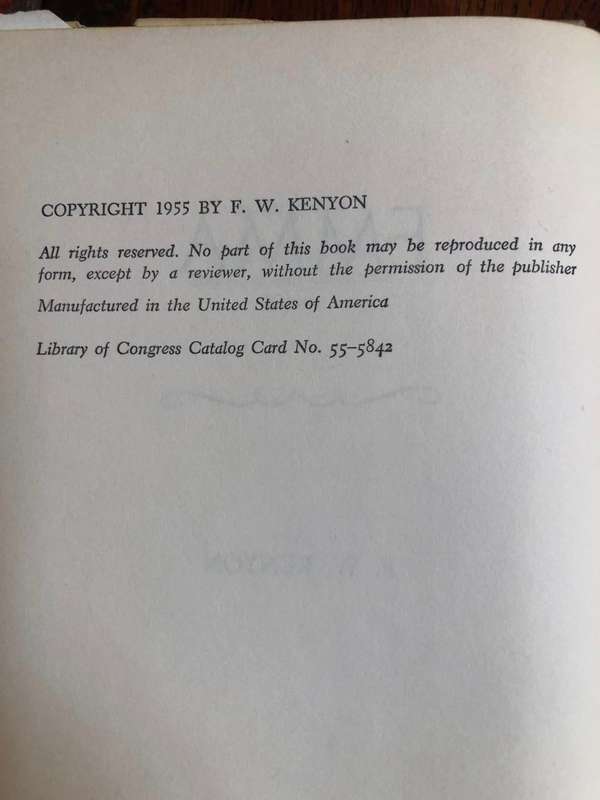 COPYRIGHT 1955 BY F. W. KENYON
All rights reserved. No part of this book may be reproduced in any
form, except by a reviewer, without the permission of the publisher
Manufactured in the United States of America
Library of Congress Catalog Card No. 55-5842
EMMA
KENYON